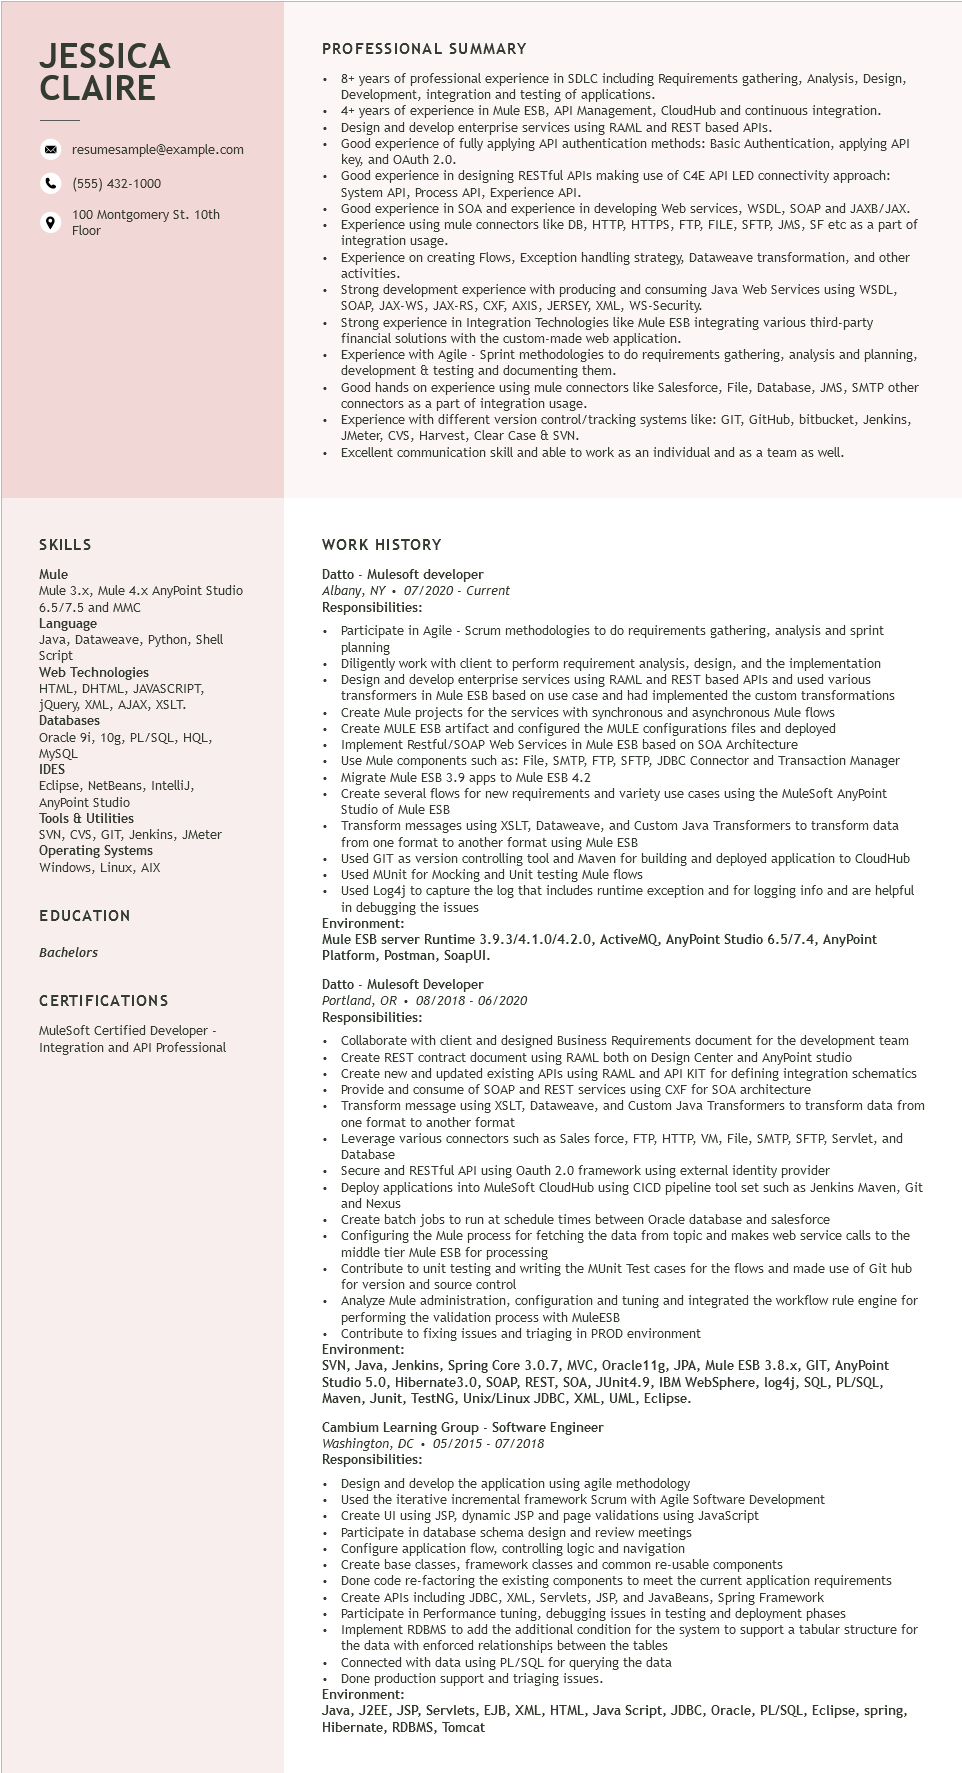 JESSICA
CLAIRE
resumesample@example.com
(555) 432-1000
100 Montgomery St. 10th
Floor
PROFESSIONAL SUMMARY
• 8+ years of professional experience in SDLC including Requirements gathering, Analysis, Design,
Development, integration and testing of applications.
• 4+ years of experience in Mule ESB, API Management, CloudHub and continuous integration.
• Design and develop enterprise services using RAML and REST based APIs.
• Good experience of fully applying API authentication methods: Basic Authentication, applying API
key, and OAuth 2.0.
• Good experience in designing RESTful APIs making use of C4E API LED connectivity approach:
System API, Process API, Experience API.
• Good experience in SOA and experience in developing Web services, WSDL, SOAP and JAXB/JAX.
• Experience using mule connectors like DB, HTTP, HTTPS, FTP, FILE, SFTP, JMS, SF etc as a part of
integration usage.
• Experience on creating Flows, Exception handling strategy, Dataweave transformation, and other
activities.
• Strong development experience with producing and consuming Java Web Services using WSDL,
SOAP, JAX-WS, JAX-RS, CXF, AXIS, JERSEY, XML, WS-Security.
• Strong experience in Integration Technologies like Mule ESB integrating various third-party
financial solutions with the custom-made web application.
• Experience with Agile - Sprint methodologies to do requirements gathering, analysis and planning,
development & testing and documenting them.
• Good hands on experience using mule connectors like Salesforce, File, Database, JMS, SMTP other
connectors as a part of integration usage.
• Experience with different version control/tracking systems like: GIT, GitHub, bitbucket, Jenkins,
JMeter, CVS, Harvest, Clear Case & SVN.
• Excellent communication skill and able to work as an individual and as a team as well.
SKILLS
Mule
Mule 3.x, Mule 4.x AnyPoint Studio
6.5/7.5 and MMC
Language
Java, Dataweave, Python, Shell
Script
Web Technologies
HTML, DHTML, JAVASCRIPT,
jQuery, XML, AJAX, XSLT.
Databases
Oracle 9i, 10g, PL/SQL, HQL,
MySQL
IDES
Eclipse, NetBeans, IntelliJ,
AnyPoint Studio
Tools & Utilities
SVN, CVS, GIT, Jenkins, JMeter
Operating Systems
Windows, Linux, AIX
EDUCATION
Bachelors
CERTIFICATIONS
MuleSoft Certified Developer -
Integration and API Professional
WORK HISTORY
Datto - Mulesoft developer
Albany, NY • 07/2020 - Current
Responsibilities:
• Participate in Agile - Scrum methodologies to do requirements gathering, analysis and sprint
planning
• Diligently work with client to perform requirement analysis, design, and the implementation
• Design and develop enterprise services using RAML and REST based APIs and used various
transformers in Mule ESB based on use case and had implemented the custom transformations
• Create Mule projects for the services with synchronous and asynchronous Mule flows
• Create MULE ESB artifact and configured the MULE configurations files and deployed
• Implement Restful/SOAP Web Services in Mule ESB based on SOA Architecture
• Use Mule components such as: File, SMTP, FTP, SFTP, JDBC Connector and Transaction Manager
• Migrate Mule ESB 3.9 apps to Mule ESB 4.2
• Create several flows for new requirements and variety use cases using the MuleSoft AnyPoint
Studio of Mule ESB
• Transform messages using XSLT, Dataweave, and Custom Java Transformers to transform data
from one format to another format using Mule ESB
• Used GIT as version controlling tool and Maven for building and deployed application to CloudHub
• Used MUnit for Mocking and Unit testing Mule flows
• Used Log4j to capture the log that includes runtime exception and for logging info and are helpful
in debugging the issues
Environment:
Mule ESB server Runtime 3.9.3/4.1.0/4.2.0, ActiveMQ, AnyPoint Studio 6.5/7.4, AnyPoint
Platform, Postman, SoapUI.
Datto - Mulesoft Developer
Portland, OR • 08/2018 - 06/2020
Responsibilities:
• Collaborate with client and designed Business Requirements document for the development team
• Create REST contract document using RAML both on Design Center and AnyPoint studio
• Create new and updated existing APIs using RAML and API KIT for defining integration schematics
• Provide and consume of SOAP and REST services using CXF for SOA architecture
• Transform message using XSLT, Dataweave, and Custom Java Transformers to transform data from
one format to another format
• Leverage various connectors such as Sales force, FTP, HTTP, VM, File, SMTP, SFTP, Servlet, and
Database
• Secure and RESTful API using Oauth 2.0 framework using external identity provider
• Deploy applications into MuleSoft CloudHub using CICD pipeline tool set such as Jenkins Maven, Git
and Nexus
• Create batch jobs to run at schedule times between Oracle database and salesforce
• Configuring the Mule process for fetching the data from topic and makes web service calls to the
middle tier Mule ESB for processing
• Contribute to unit testing and writing the MUnit Test cases for the flows and made use of Git hub
for version and source control
• Analyze Mule administration, configuration and tuning and integrated the workflow rule engine for
performing the validation process with MuleESB
• Contribute to fixing issues and triaging in PROD environment
Environment:
SVN, Java, Jenkins, Spring Core 3.0.7, MVC, Oracle11g, JPA, Mule ESB 3.8.x, GIT, AnyPoint
Studio 5.0, Hibernate3.0, SOAP, REST, SOA, JUnit4.9, IBM WebSphere, log4j, SQL, PL/SQL,
Maven, Junit, TestNG, Unix/Linux JDBC, XML, UML, Eclipse.
Cambium Learning Group - Software Engineer
Washington, DC • 05/2015 - 07/2018
Responsibilities:
• Design and develop the application using agile methodology
• Used the iterative incremental framework Scrum with Agile Software Development
• Create UI using JSP, dynamic JSP and page validations using JavaScript
• Participate in database schema design and review meetings
• Configure application flow, controlling logic and navigation
• Create base classes, framework classes and common re-usable components
• Done code re-factoring the existing components to meet the current application requirements
• Create APIs including JDBC, XML, Servlets, JSP, and JavaBeans, Spring Framework
• Participate in Performance tuning, debugging issues in testing and deployment phases
• Implement RDBMS to add the additional condition for the system to support a tabular structure for
the data with enforced relationships between the tables
• Connected with data using PL/SQL for querying the data
• Done production support and triaging issues.
Environment:
Java, J2EE, JSP, Servlets, EJB, XML, HTML, Java Script, JDBC, Oracle, PL/SQL, Eclipse, spring,
Hibernate, RDBMS, Tomcat